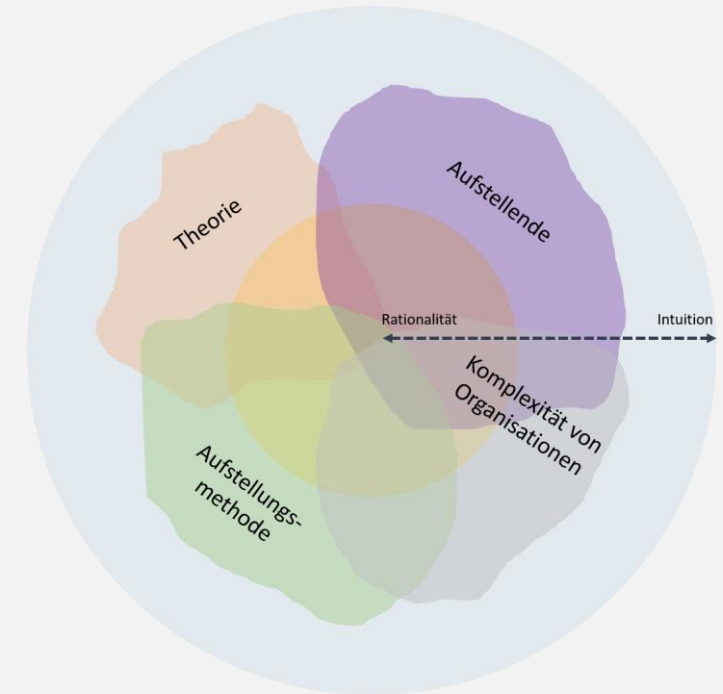 Theorie
Aufstellende
Rationalität
Intuition
Komplexität von
Organisationen
Aufstellungs-
methode